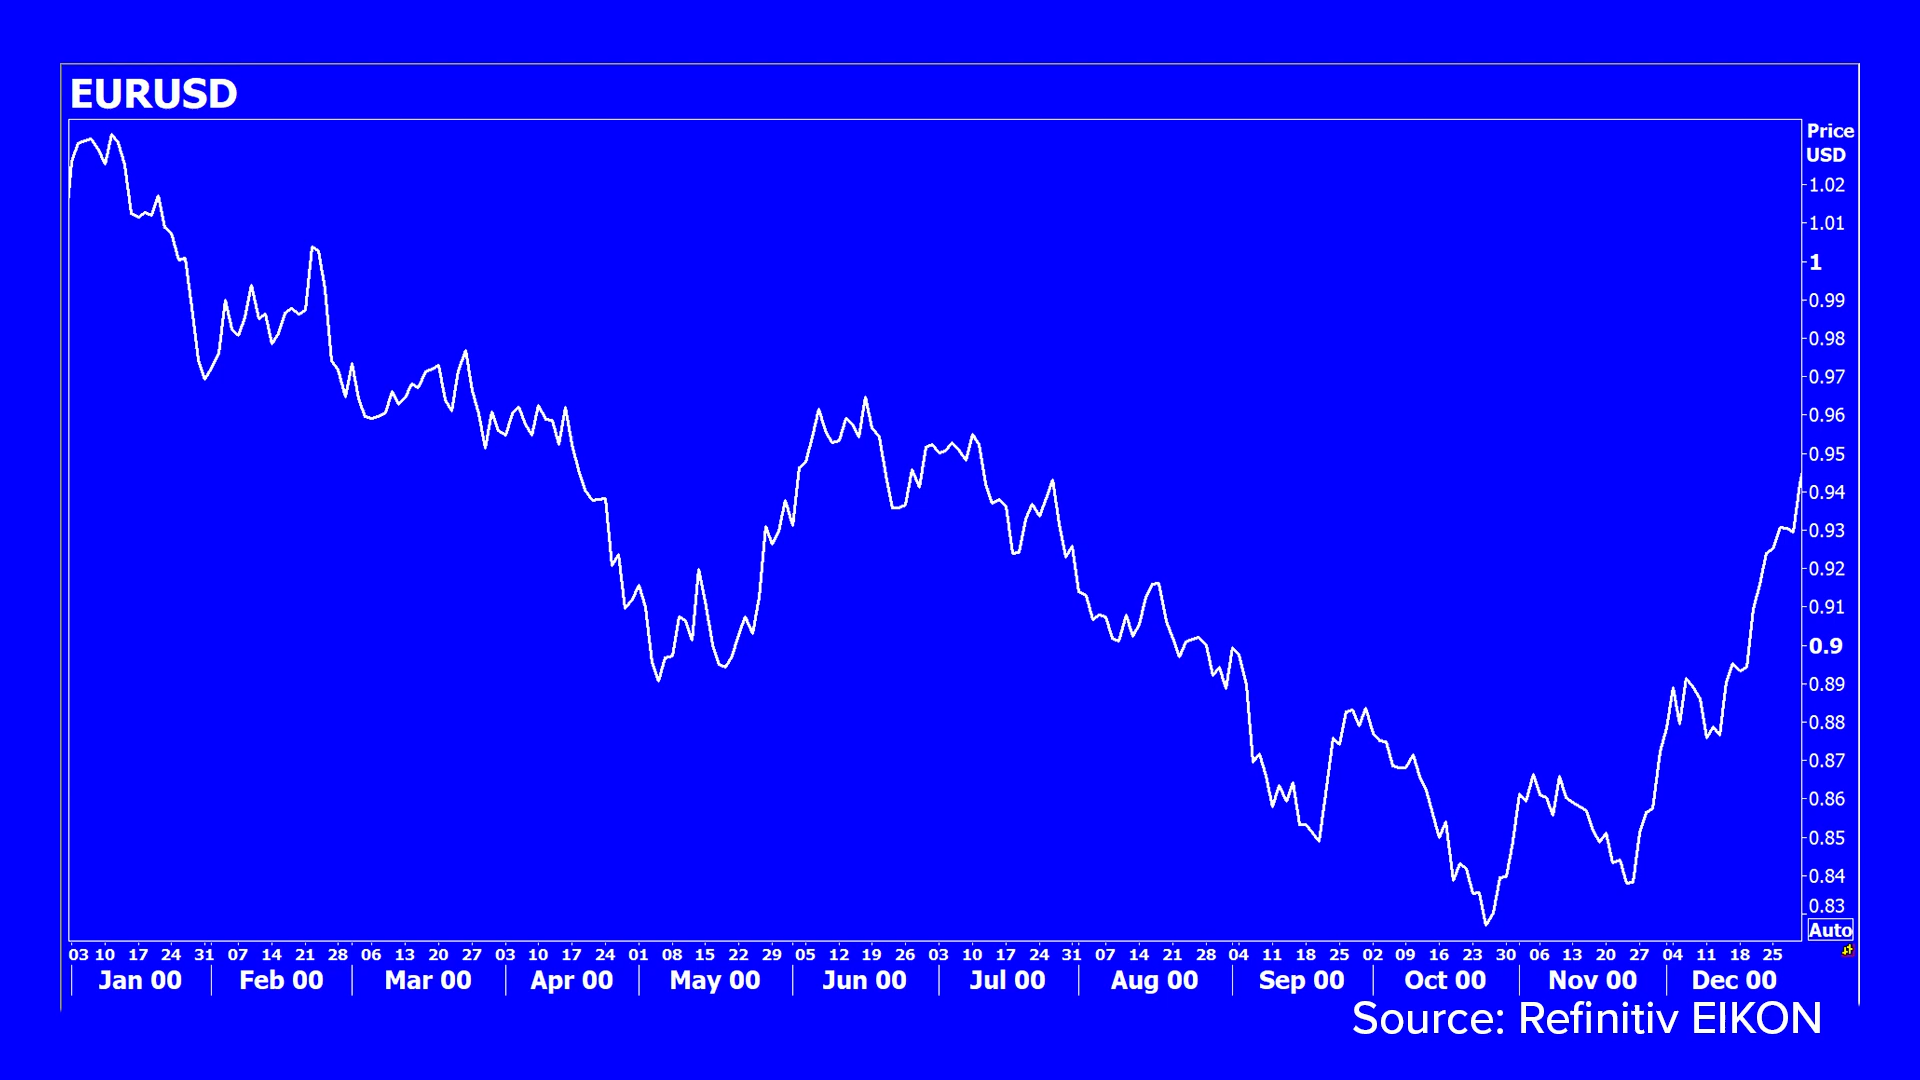 EURUSD
Price
USD
1.02
1.01
1
0.99
0.98
0.97
0.96
0.95
0.94
0.93
0.92
0.91
0.9
0.89
0.88
0.87
0.86
0.85
0.84
0.83
Auto
03 10 17 24 31 07 14 21 28 06 13 20 27 03 10 17 24 01 08 15 22 29 05 12 19 26 03 10 17 24 31 07 14 21 28 04 11 18 25 02 09 16 23 30 06 13 20 27 04 11 18 25
Jan 00 Feb 00 Mar 00 Apr 00 May 00 Jun 00 Jul 00 Aug 00 Sep 00 Oct 00 Nov 00 Dec 00
Source: Refinitiv EIKON